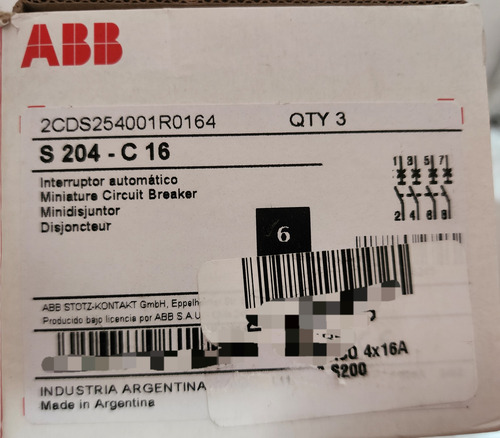 ABB
2CDS254001R0164 QTY 3
S 204 - C 16
Interruptor automático
Miniature Circuit Breaker
Minidisjuntor
Disjoncteur
1 3 5 7
2 4 6 8
6
ABB STOTZ-KONTAKT GmbH,
Producido bajo licencia por ABB S.A.U
4x16A
S200
INDUSTRIA ARGENTINA
Made in Argentina